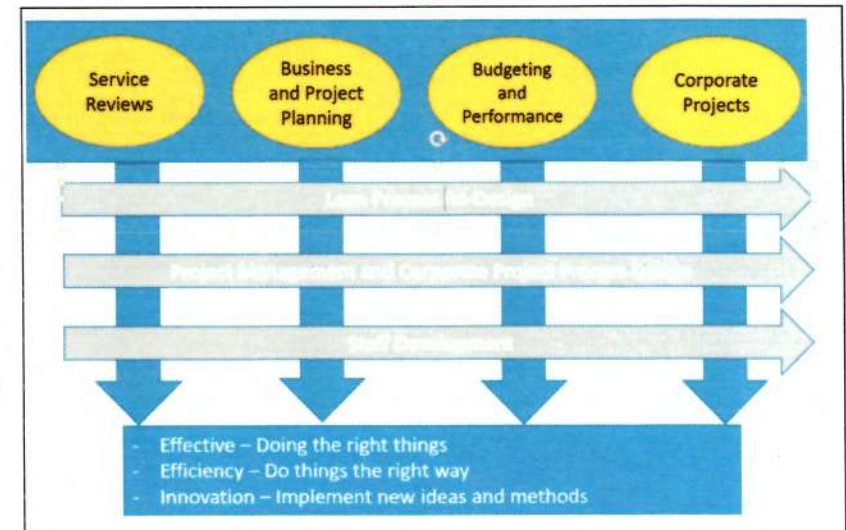 Service
Reviews
Business
and Project
Planning
Budgeting
and
Performance
Corporate
Projects
Lean Process Re-Design
Project Management and Corporate Project Process
Staff Development
- Effective – Doing the right things
- Efficiency – Do things the right way
- Innovation – Implement new ideas and methods